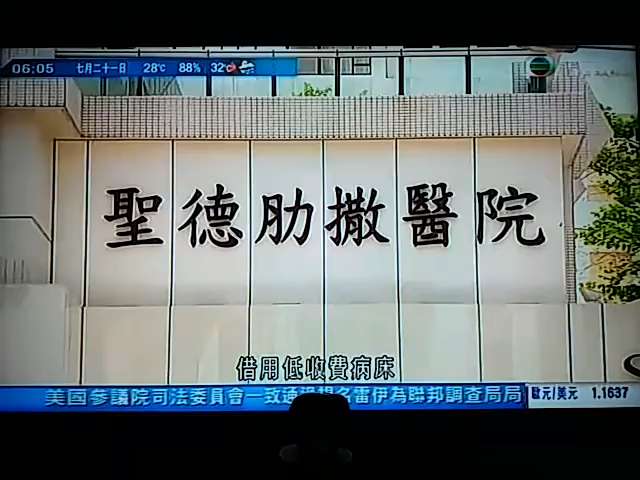 06:05 七月二十一日 28℃ 88% 32℃
聖德肋撒醫院
借用低收費病床
美國參議院司法委員會一致通 名雷伊為聯邦調查局局
歐元/美元 1.1637